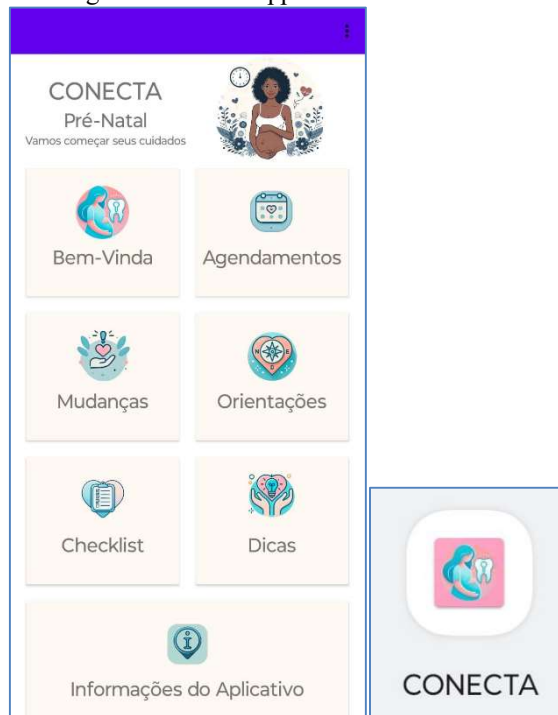 CONECTA
Pré-Natal
Vamos começar seus cuidados
Bem-Vinda
Agendamentos
Mudanças
Orientações
Checklist
Dicas
Informações do Aplicativo
CONECTA